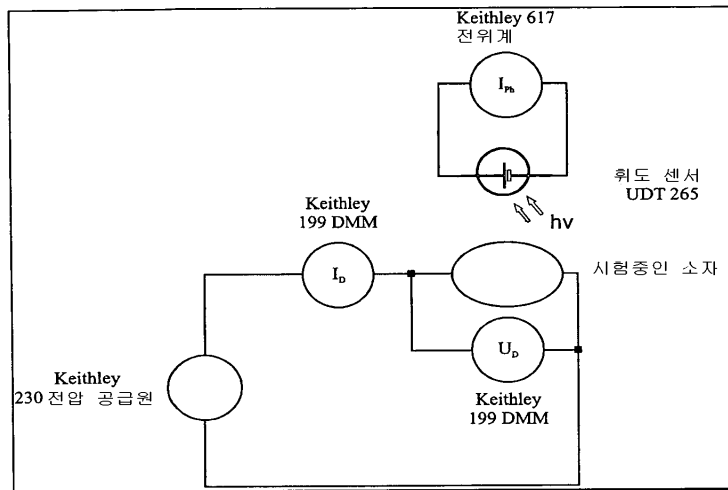 Keithley 617
전위계
I_Ph
휘도 센서
UDT 265
hv
Keithley
199 DMM
I_D
시험중인 소자
U_D
Keithley
230 전압 공급원
Keithley
199 DMM